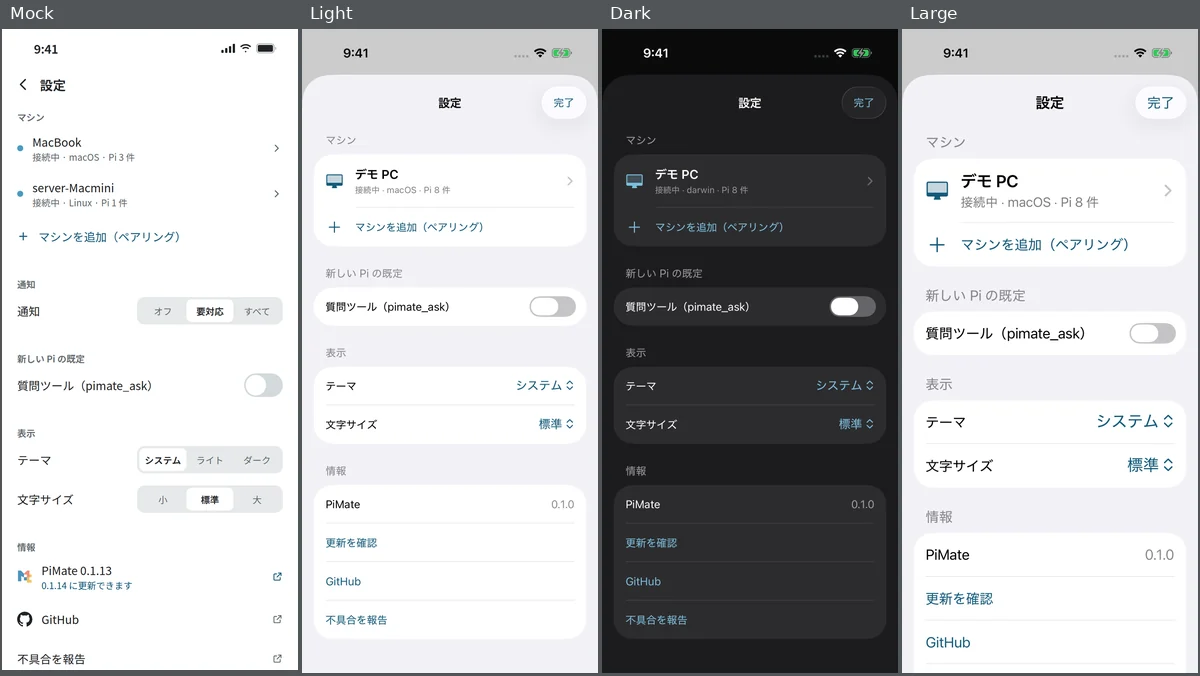 Mock
9:41
設定
マシン
MacBook
接続中 · macOS · Pi 3 件
server-Macmini
接続中 · Linux · Pi 1 件
+ マシンを追加（ペアリング）
通知
通知 オフ 要対応 すべて
新しい Pi の既定
質問ツール（pimate_ask）
表示
テーマ システム ライト ダーク
文字サイズ 小 標準 大
情報
PiMate 0.1.13
0.1.14 に更新できます
GitHub
不具合を報告
Light
9:41
設定 完了
マシン
デモ PC
接続中 · macOS · Pi 8 件
マシンを追加（ペアリング）
新しい Pi の既定
質問ツール（pimate_ask）
表示
テーマ システム
文字サイズ 標準
情報
PiMate 0.1.0
更新を確認
GitHub
不具合を報告
Dark
9:41
設定 完了
マシン
デモ PC
接続中 · darwin · Pi 8 件
マシンを追加（ペアリング）
新しい Pi の既定
質問ツール（pimate_ask）
表示
テーマ システム
文字サイズ 標準
情報
PiMate 0.1.0
更新を確認
GitHub
不具合を報告
Large
9:41
設定 完了
マシン
デモ PC
接続中 · macOS · Pi 8 件
マシンを追加（ペアリング）
新しい Pi の既定
質問ツール（pimate_ask）
表示
テーマ システム
文字サイズ 標準
情報
PiMate 0.1.0
更新を確認
GitHub